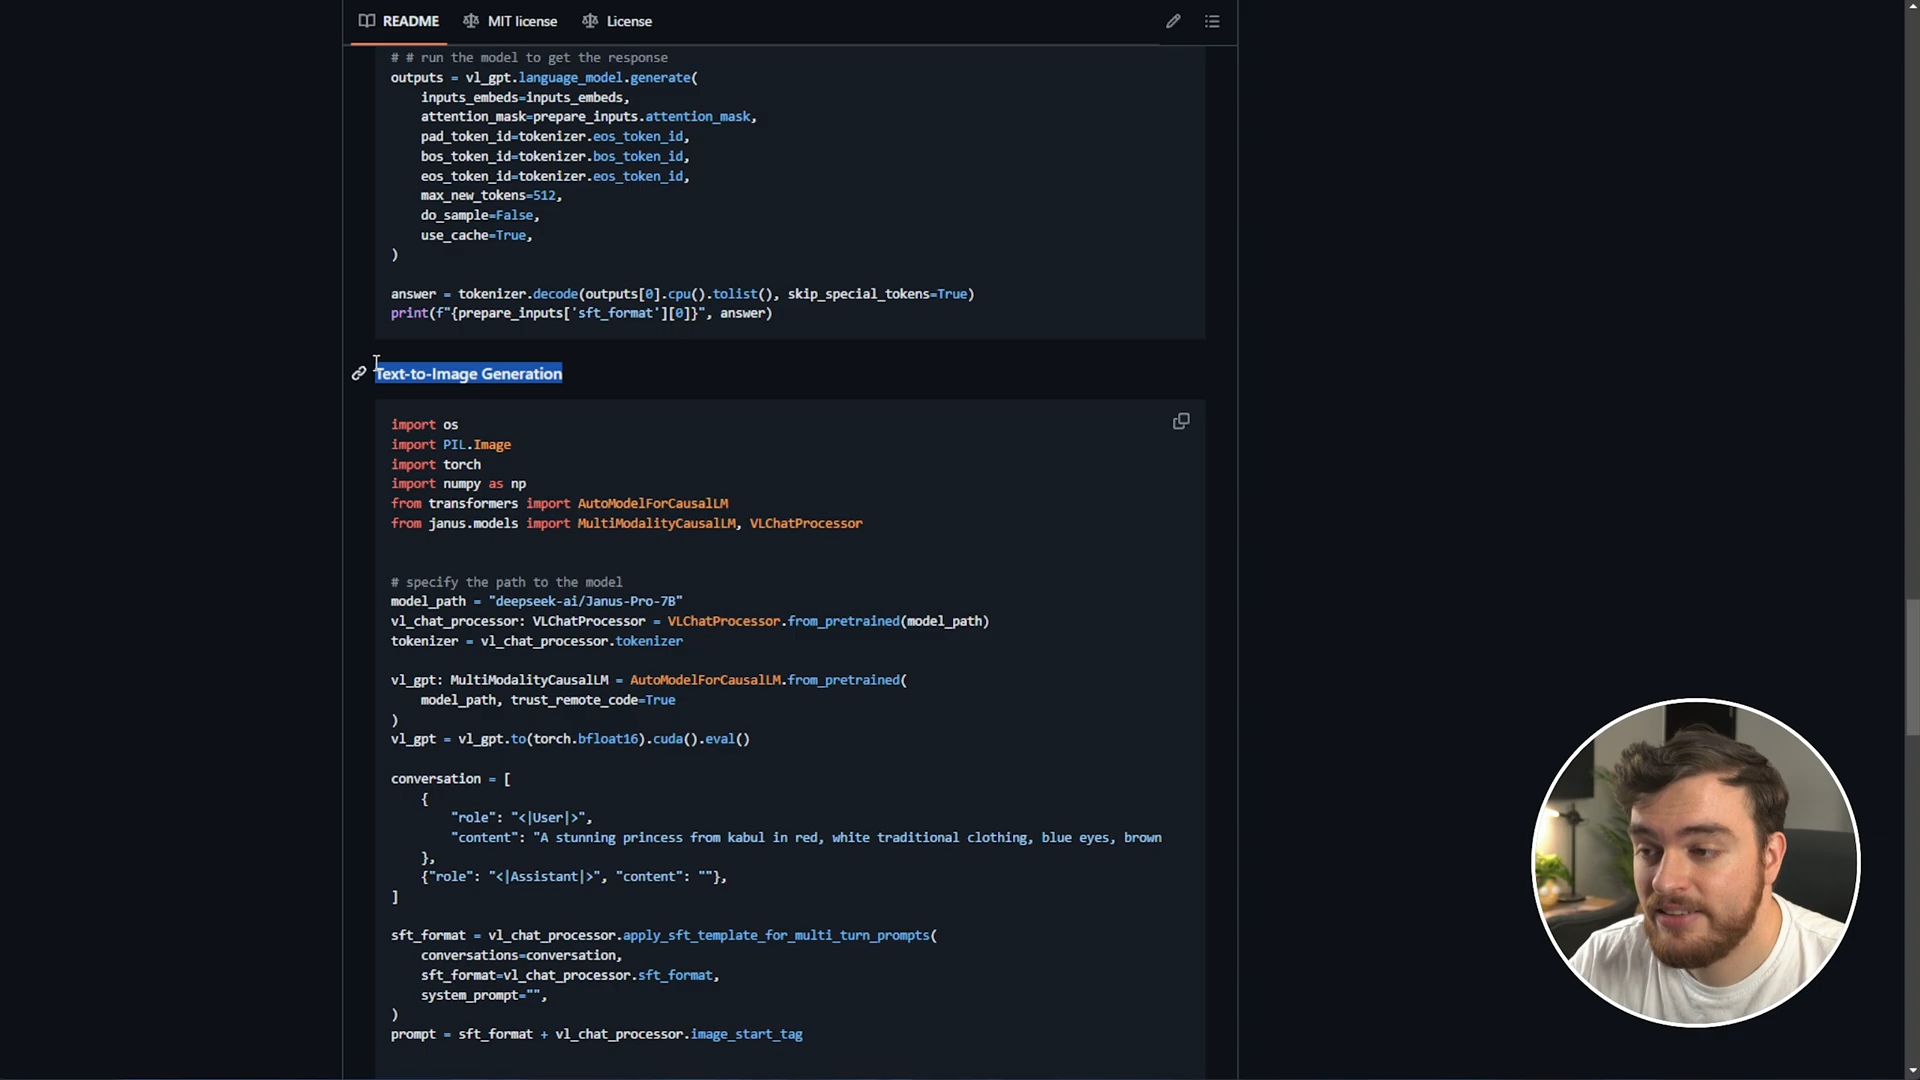 README MIT license License
# # run the model to get the response
outputs = vl_gpt.language_model.generate(
    inputs_embeds=inputs_embeds,
    attention_mask=prepare_inputs.attention_mask,
    pad_token_id=tokenizer.eos_token_id,
    bos_token_id=tokenizer.bos_token_id,
    eos_token_id=tokenizer.eos_token_id,
    max_new_tokens=512,
    do_sample=False,
    use_cache=True,
)
answer = tokenizer.decode(outputs[0].cpu().tolist(), skip_special_tokens=True)
print(f"{prepare_inputs['sft_format'][0]}", answer)
Text-to-Image Generation
import os
import PIL.Image
import torch
import numpy as np
from transformers import AutoModelForCausalLM
from janus.models import MultiModalityCausalLM, VLChatProcessor
# specify the path to the model
model_path = "deepseek-ai/Janus-Pro-7B"
vl_chat_processor: VLChatProcessor = VLChatProcessor.from_pretrained(model_path)
tokenizer = vl_chat_processor.tokenizer
vl_gpt: MultiModalityCausalLM = AutoModelForCausalLM.from_pretrained(
    model_path, trust_remote_code=True
)
vl_gpt = vl_gpt.to(torch.bfloat16).cuda().eval()
conversation = [
    {
        "role": "<|User|>",
        "content": "A stunning princess from kabul in red, white traditional clothing, blue eyes, brown
    },
    {"role": "<|Assistant|>", "content": ""},
]
sft_format = vl_chat_processor.apply_sft_template_for_multi_turn_prompts(
    conversations=conversation,
    sft_format=vl_chat_processor.sft_format,
    system_prompt="",
)
prompt = sft_format + vl_chat_processor.image_start_tag